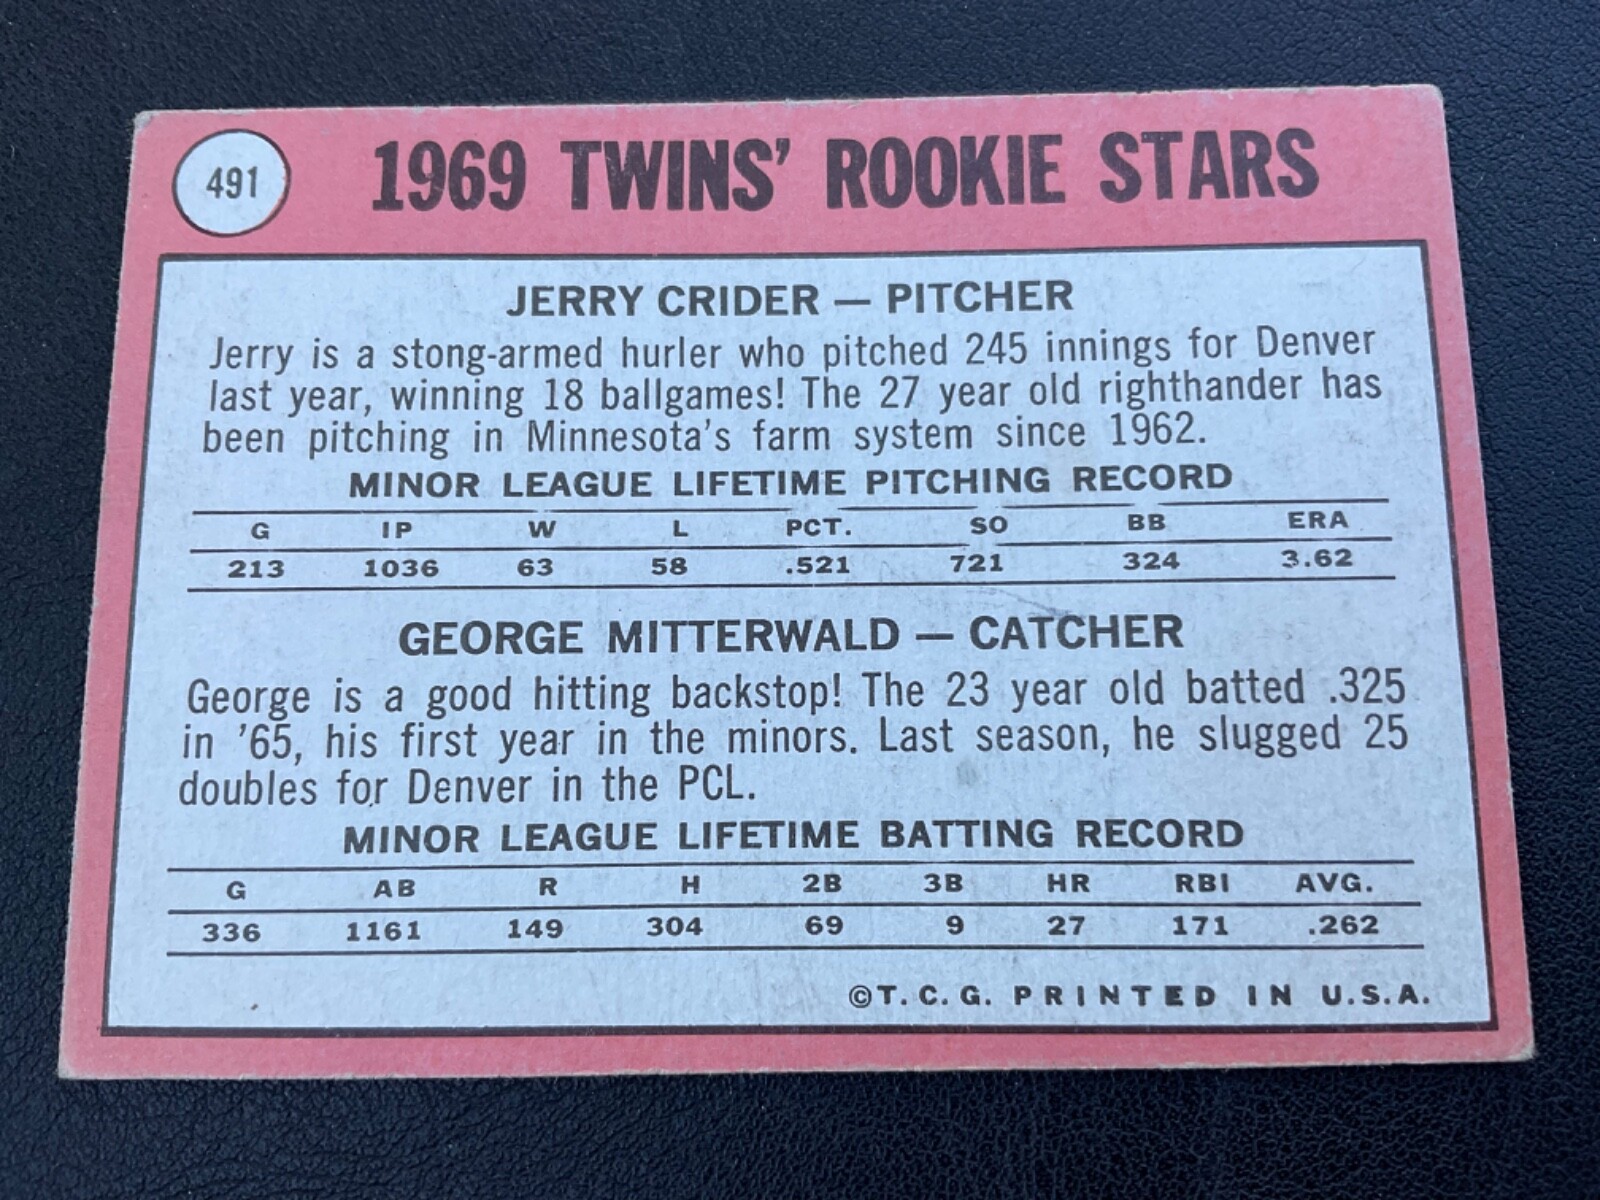 491
1969 TWINS' ROOKIE STARS
JERRY CRIDER — PITCHER
Jerry is a stong-armed hurler who pitched 245 innings for Denver
last year, winning 18 ballgames! The 27 year old righthander has
been pitching in Minnesota's farm system since 1962.
MINOR LEAGUE LIFETIME PITCHING RECORD
G IP W L PCT. SO BB ERA
213 1036 63 58 .521 721 324 3.62
GEORGE MITTERWALD — CATCHER
George is a good hitting backstop! The 23 year old batted .325
in '65, his first year in the minors. Last season, he slugged 25
doubles for Denver in the PCL.
MINOR LEAGUE LIFETIME BATTING RECORD
G AB R H 2B 3B HR RBI AVG.
336 1161 149 304 69 9 27 171 .262
©T. C. G. PRINTED IN U.S.A.